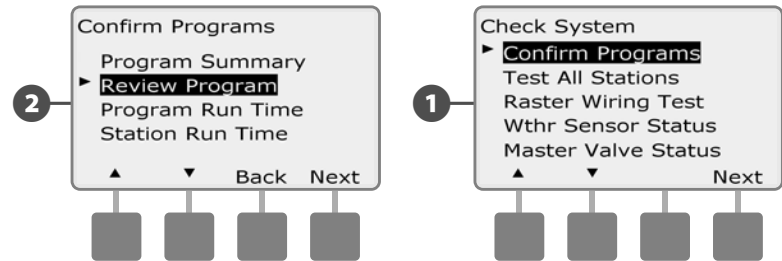 Confirm Programs
Program Summary
Review Program
Program Run Time
Station Run Time
Back Next
2
Check System
Confirm Programs
Test All Stations
Raster Wiring Test
Wthr Sensor Status
Master Valve Status
Next
1